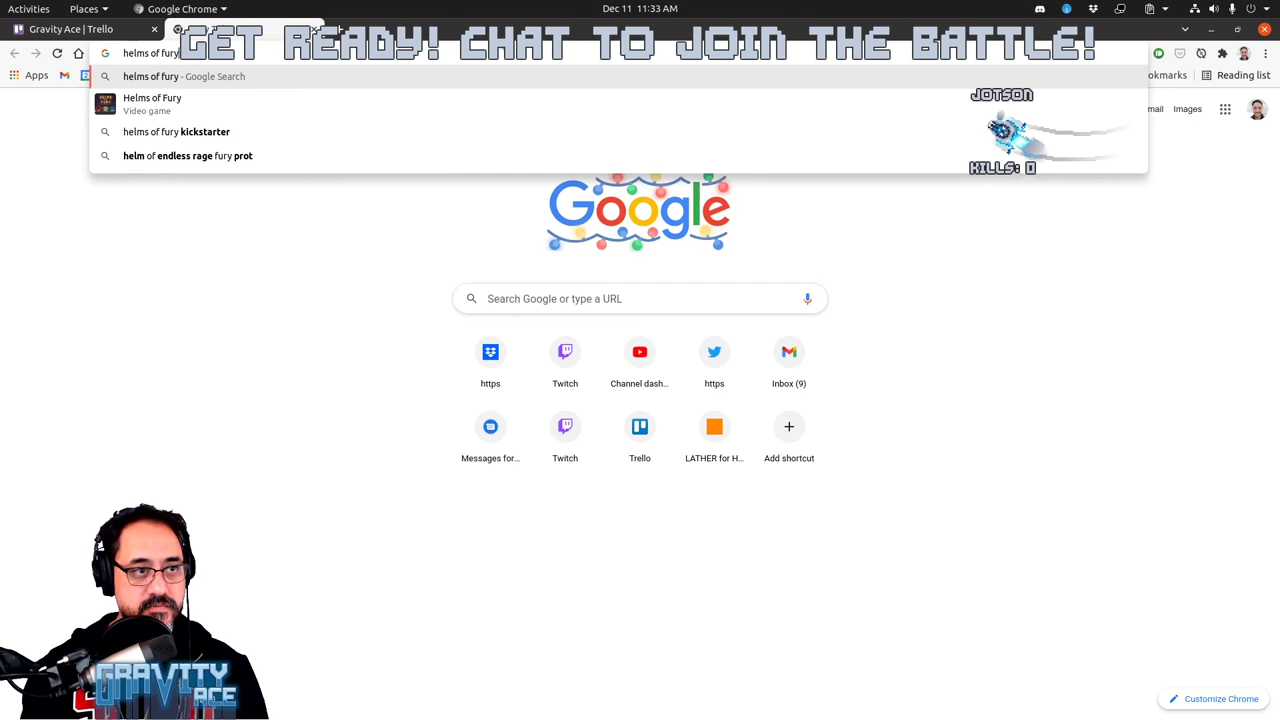 Activities
Places
Google Chrome
Dec 11 11:33 AM
Gravity Ace | Trello
GET READY! CHAT TO JOIN THE BATTLE!
helms of fury
helms of fury - Google Search
Apps
Helms of Fury
Video game
helms of fury kickstarter
helm of endless rage fury prot
Reading list
JOTSON
KILLS: 0
Images
Google
Search Google or type a URL
https
Twitch
Channel dash...
https
Inbox (9)
Messages for...
Twitch
Trello
LATHER for H...
Add shortcut
GRAVITY
ACE
Customize Chrome